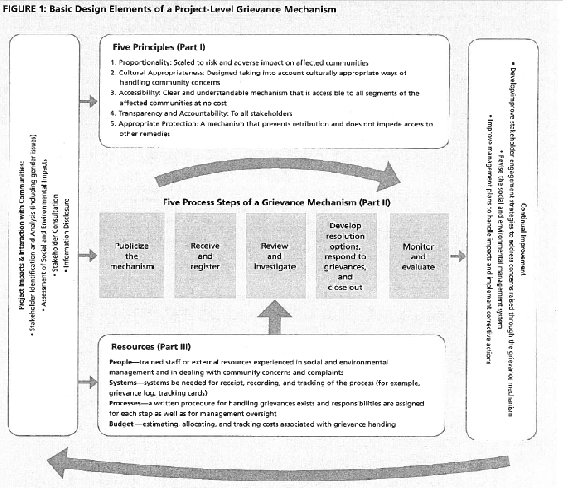 FIGURE 1: Basic Design Elements of a Project-Level Grievance Mechanism
Project Impacts & Interaction with Communities:
• Stakeholder Identification and Analysis (including gender issues)
• Assessment of Social and Environmental Impacts
• Stakeholder Consultation
• Information Disclosure
Five Principles (Part I)
1. Proportionality: Scaled to risk and adverse impact on affected communities
2. Cultural Appropriateness: Designed taking into account culturally appropriate ways of
handling community concerns
3. Accessibility: Clear and understandable mechanism that is accessible to all segments of the
affected communities at no cost
4. Transparency and Accountability: To all stakeholders
5. Appropriate Protection: A mechanism that prevents retribution and does not impede access to
other remedies
Five Process Steps of a Grievance Mechanism (Part II)
Publicize
the
mechanism
Receive
and
register
Review
and
investigate
Develop
resolution
options,
respond to
grievances,
and
close out
Monitor
and
evaluate
Resources (Part III)
People—trained staff or external resources experienced in social and environmental
management and in dealing with community concerns and complaints
Systems—systems be needed for receipt, recording, and tracking of the process (for example,
grievance log, tracking cards)
Processes—a written procedure for handling grievances exists and responsibilities are assigned
for each step as well as for management oversight
Budget—estimating, allocating, and tracking costs associated with grievance handling
Continual Improvement
• Develop/improve stakeholder engagement strategies to address concerns raised through the grievance mechanism
• Revise the social and environmental management system
• Improve management plans to handle impacts and implement corrective actions